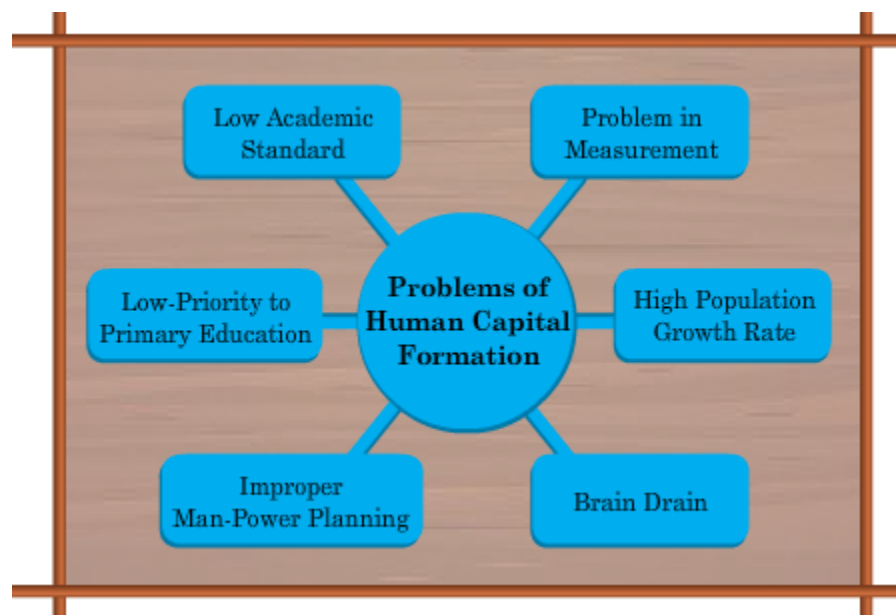 Low Academic
Standard
Problem in
Measurement
Low-Priority to
Primary Education
Problems of
Human Capital
Formation
High Population
Growth Rate
Improper
Man-Power Planning
Brain Drain